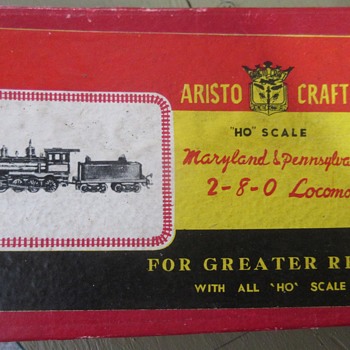 ARISTO CRAFT
"HO" SCALE
Maryland & Pennsylva
2-8-0 Locomo
FOR GREATER RE
WITH ALL 'HO' SCALE